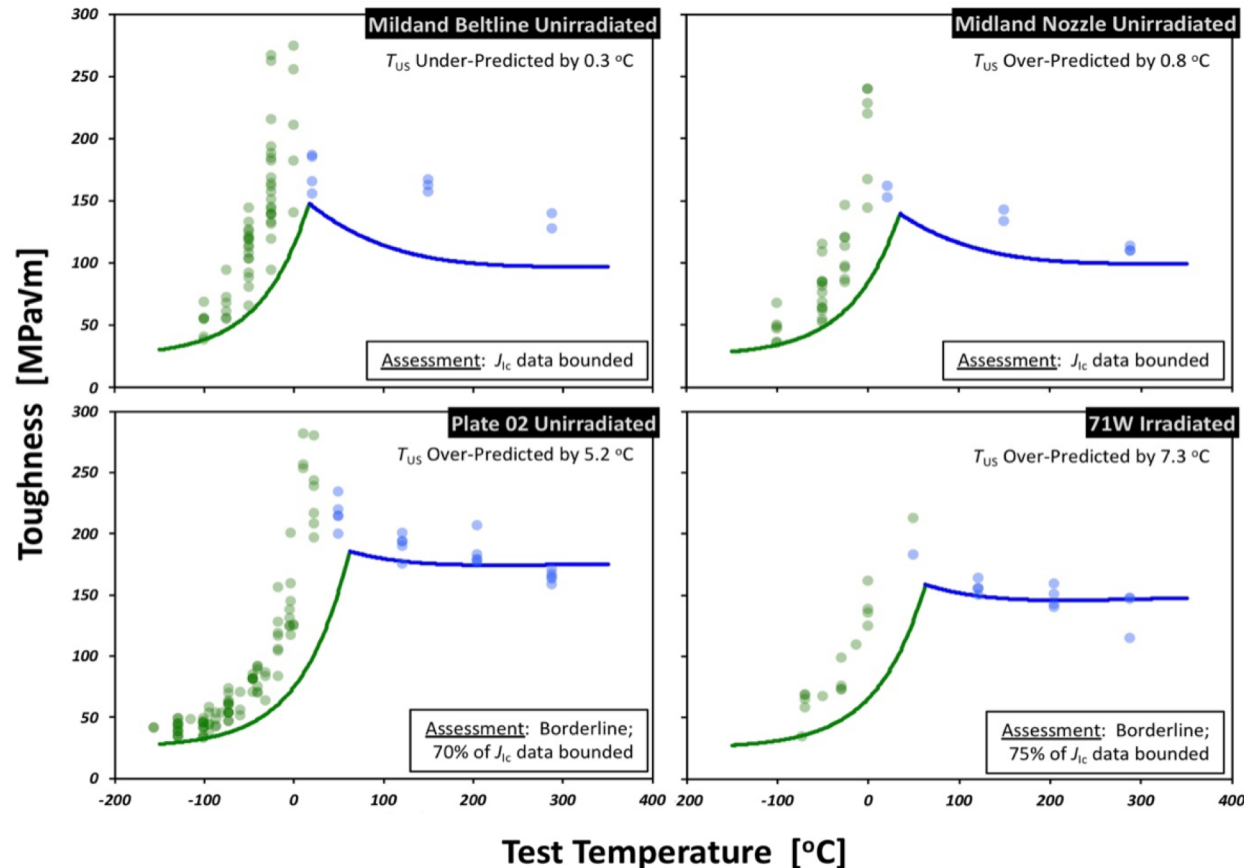 Toughness [MPa√m]
300
250
200
150
100
50
0
Mildand Beltline Unirradiated
TUS Under-Predicted by 0.3 oC
Assessment: JIc data bounded
Midland Nozzle Unirradiated
TUS Over-Predicted by 0.8 oC
Assessment: JIc data bounded
300
250
200
150
100
50
0
Plate 02 Unirradiated
TUS Over-Predicted by 5.2 oC
Assessment: Borderline;
70% of JIc data bounded
71W Irradiated
TUS Over-Predicted by 7.3 oC
Assessment: Borderline;
75% of JIc data bounded
-200 -100 0 100 200 300 400
-200 -100 0 100 200 300 400
Test Temperature [oC]